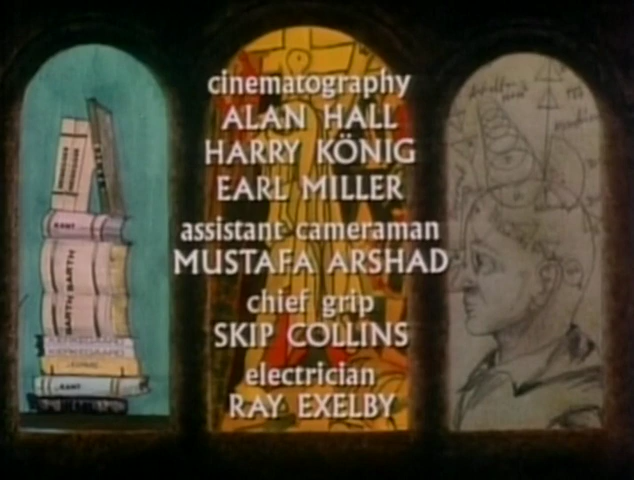 cinematography
ALAN HALL
HARRY KÖNIG
EARL MILLER
assistant cameraman
MUSTAFA ARSHAD
chief grip
SKIP COLLINS
electrician
RAY EXELBY
KANT
BARTH BARTH
KIERKEGAARD
KANT